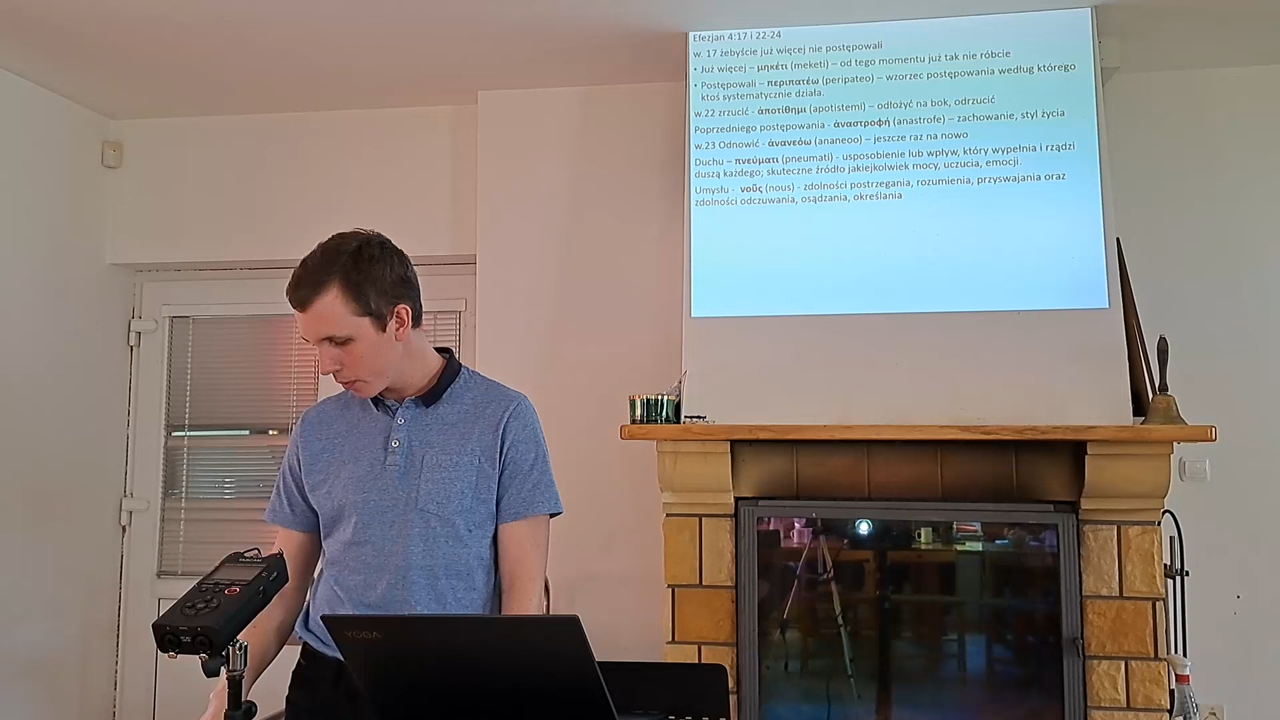 Efezjan 4:17 i 22-24
w. 17 żebyście już więcej nie postępowali
• Już więcej – μηκέτι (meketi) – od tego momentu już tak nie róbcie
• Postępowali – περιπατέω (peripateo) – wzorzec postępowania według którego
ktoś systematycznie działa.
w.22 zrzucić - ἀποτίθημι (apotistemi) – odłożyć na bok, odrzucić
Poprzedniego postępowania - ἀναστροφή (anastrofe) – zachowanie, styl życia
w.23 Odnowić - ἀνανεόω (ananeoo) – jeszcze raz na nowo
Duchu – πνεύματι (pneumati) - usposobienie lub wpływ, który wypełnia i rządzi
duszą każdego; skuteczne źródło jakiejkolwiek mocy, uczucia, emocji.
Umysłu - νοῦς (nous) - zdolności postrzegania, rozumienia, przyswajania oraz
zdolności odczuwania, osądzania, określania
TASCAM
YOGA